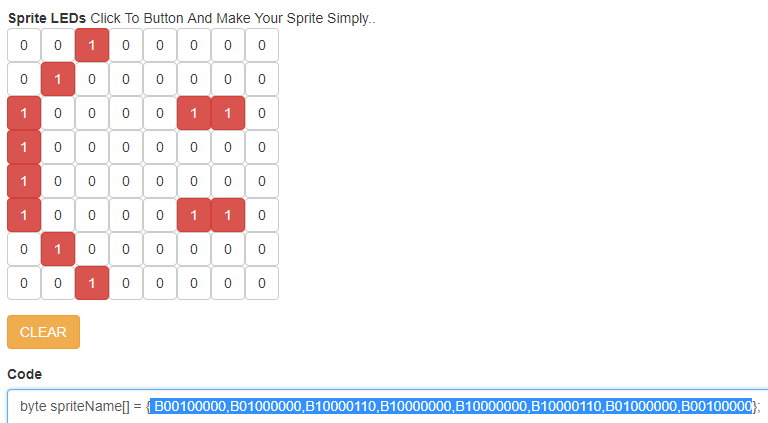 Sprite LEDs Click To Button And Make Your Sprite Simply..
0 0 1 0 0 0 0 0
0 1 0 0 0 0 0 0
1 0 0 0 0 1 1 0
1 0 0 0 0 0 0 0
1 0 0 0 0 0 0 0
1 0 0 0 0 1 1 0
0 1 0 0 0 0 0 0
0 0 1 0 0 0 0 0
CLEAR
Code
byte spriteName[] = { B00100000,B01000000,B10000110,B10000000,B10000000,B10000110,B01000000,B00100000};